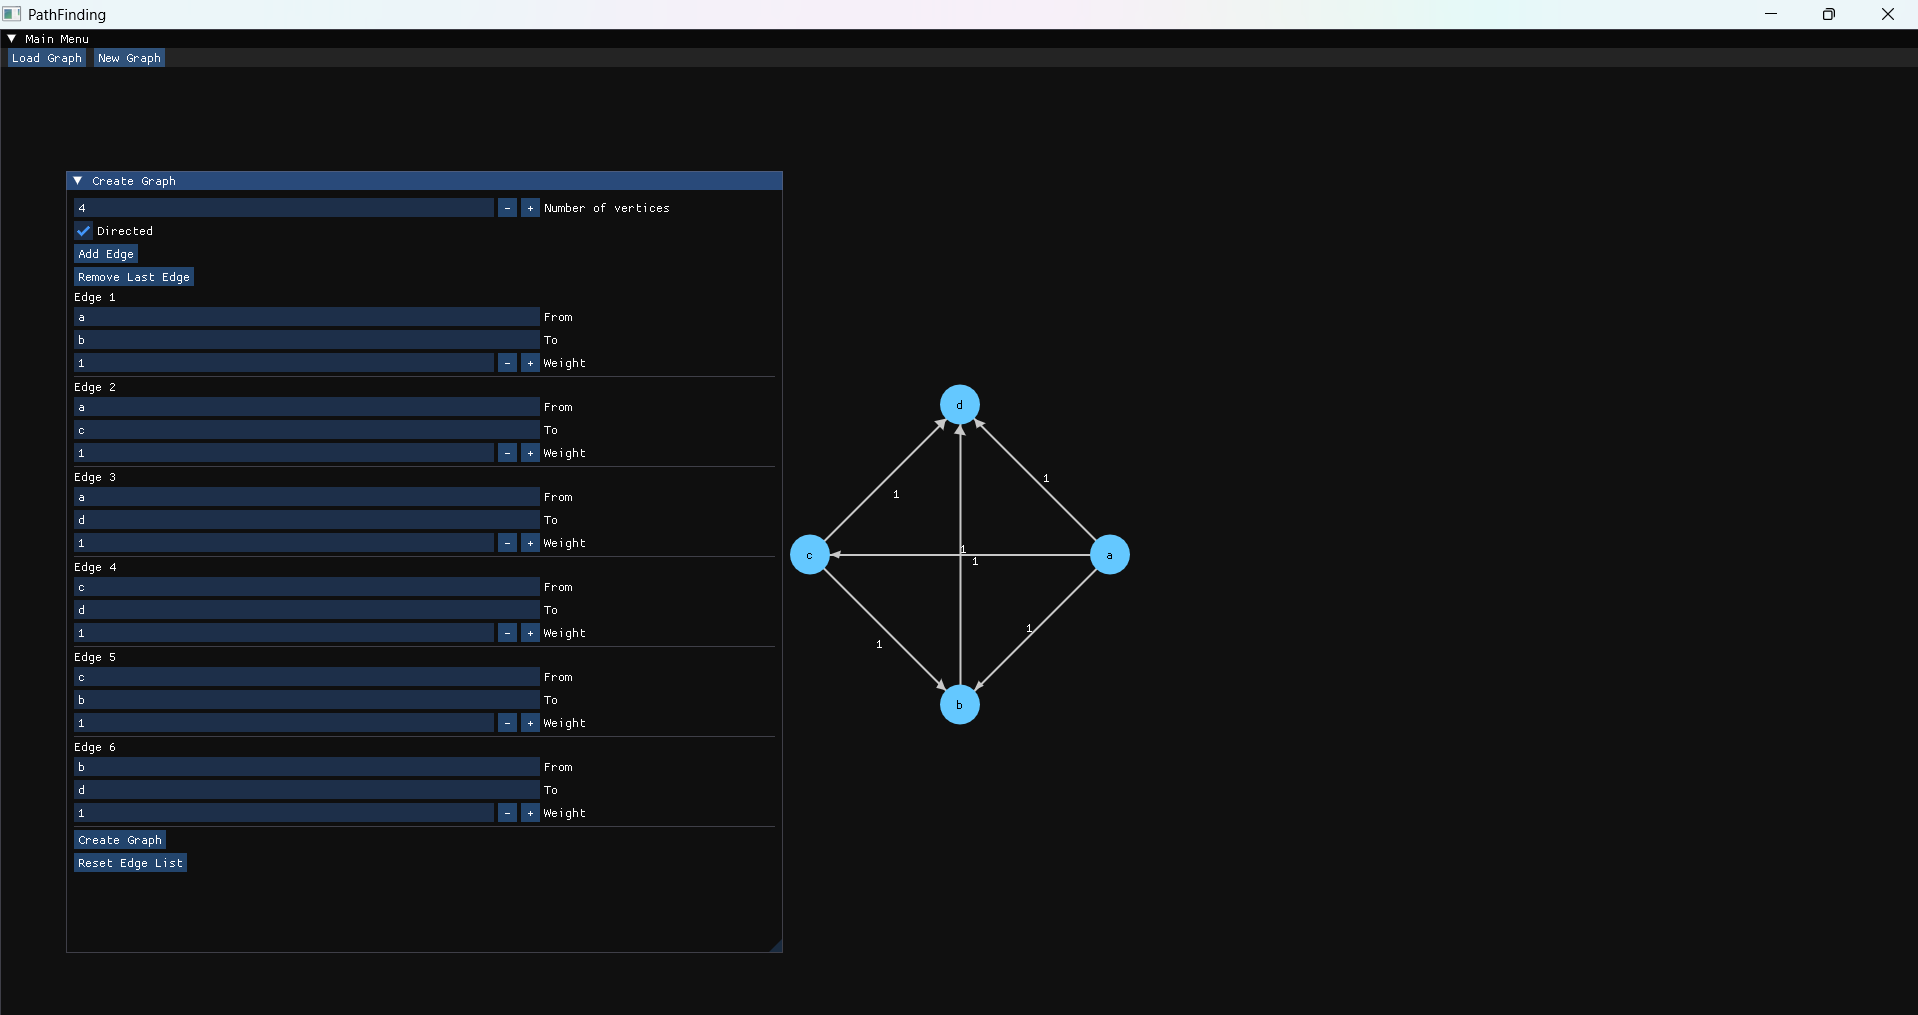 PathFinding
Main Menu
Load Graph New Graph
Create Graph
4 - + Number of vertices
Directed
Add Edge
Remove Last Edge
Edge 1
a From
b To
1 - + Weight
Edge 2
a From
c To
1 - + Weight
Edge 3
a From
d To
1 - + Weight
Edge 4
c From
d To
1 - + Weight
Edge 5
c From
b To
1 - + Weight
Edge 6
b From
d To
1 - + Weight
Create Graph
Reset Edge List
d
1
1
c
1
1
a
1
1
b